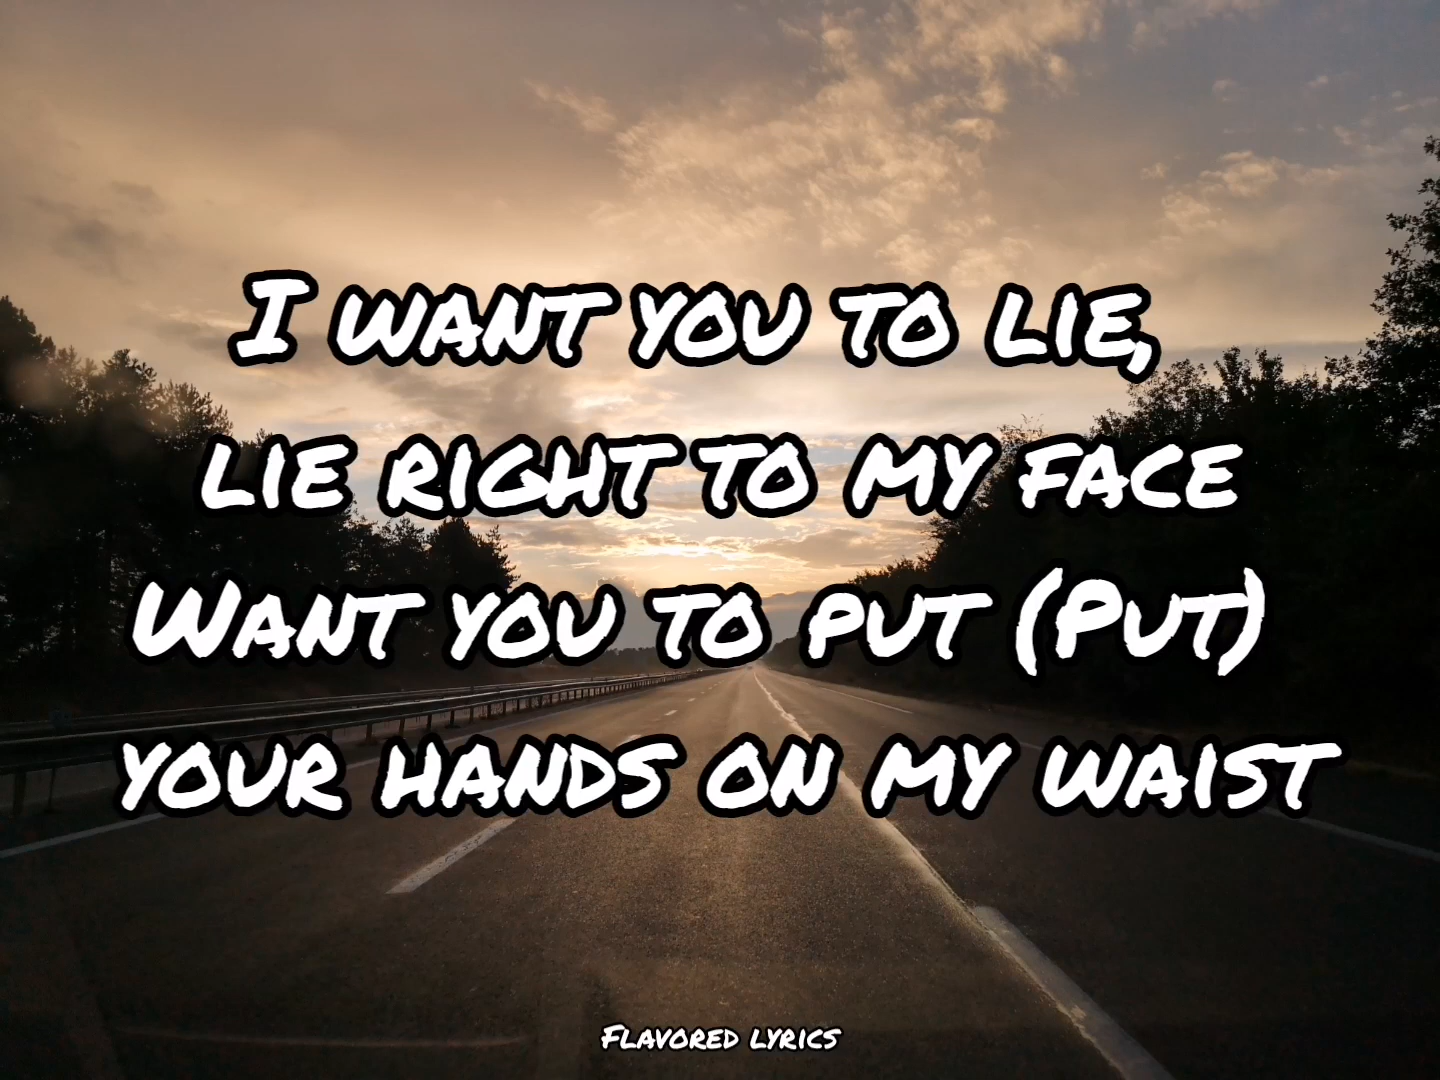 I want you to lie,
lie right to my face
Want you to put (Put)
your hands on my waist
Flavored lyrics